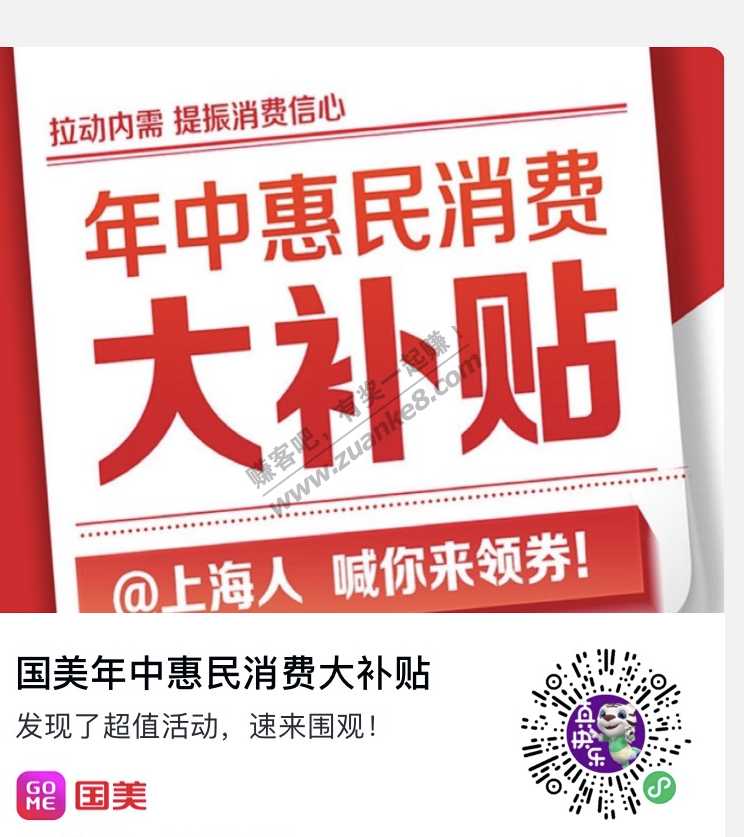 拉动内需 提振消费信心
年中惠民消费
大补贴
赚客吧，有奖一起赚！
www.zuanke8.com
@上海人 喊你来领券!
国美年中惠民消费大补贴
发现了超值活动，速来围观！
GO
ME
国美
快乐